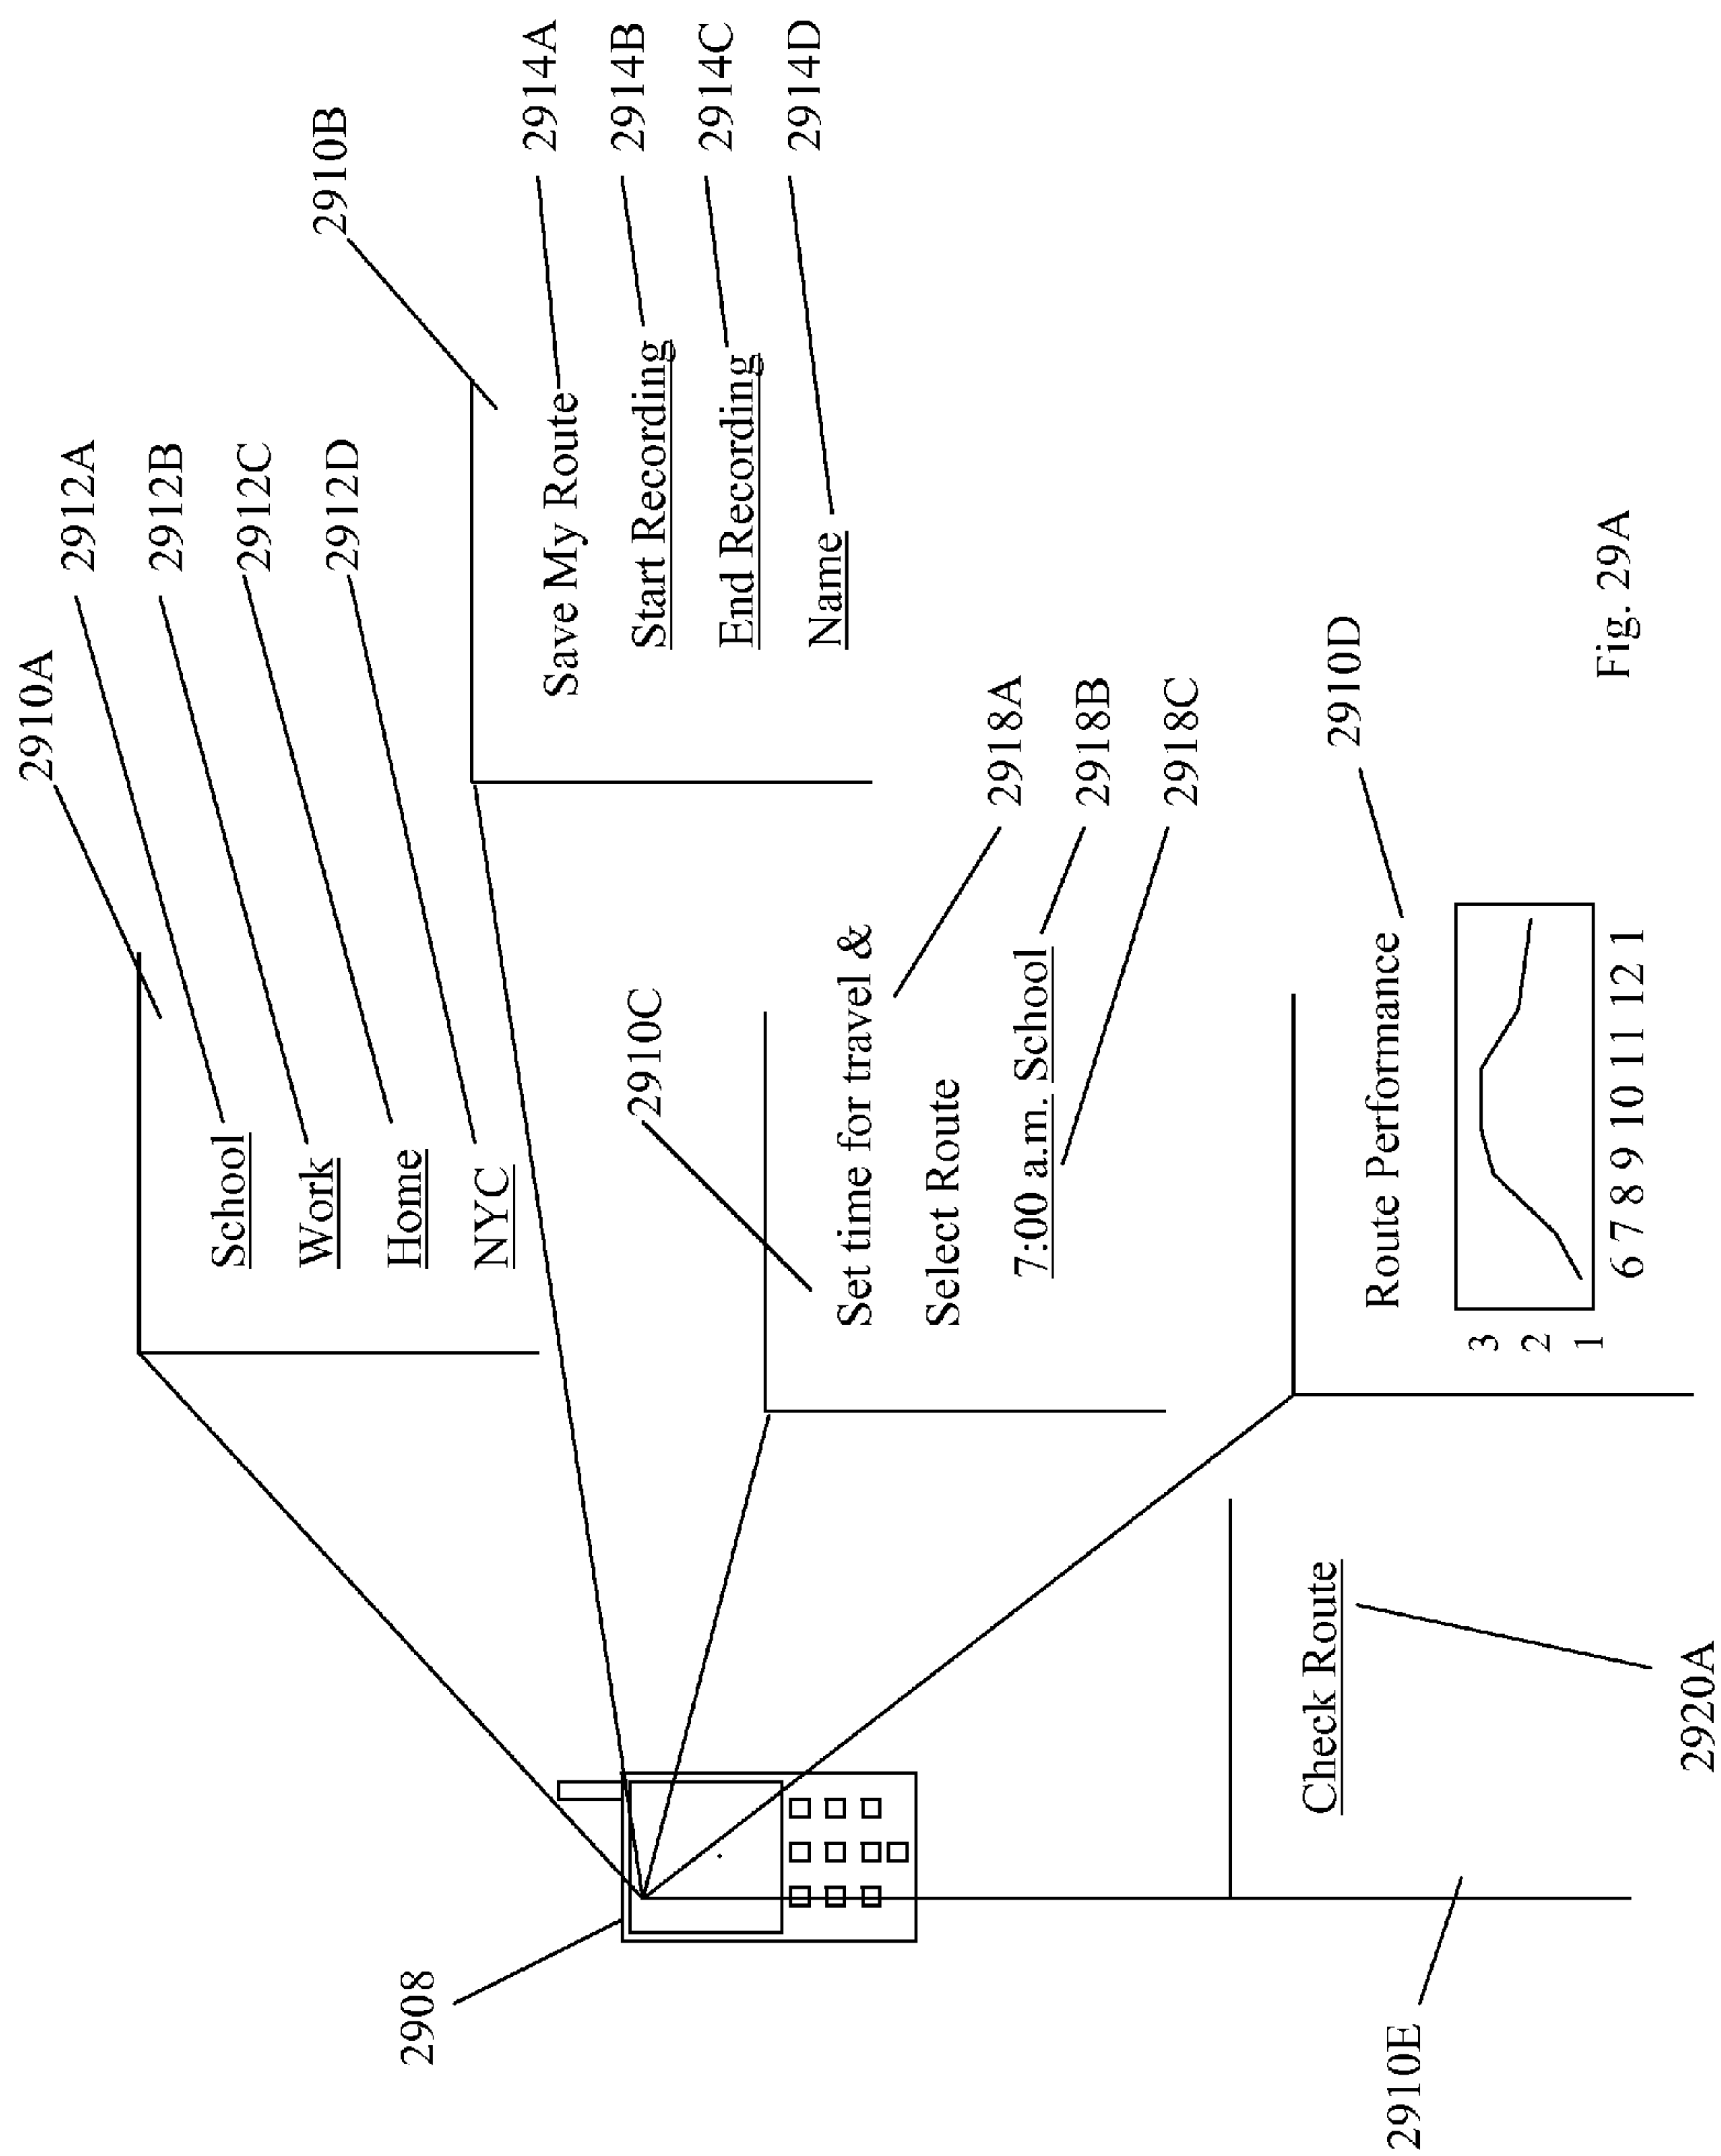 2910A
2912A
School
2912B
Work
2912C
Home
2912D
NYC
2910B
Save My Route
2914A
Start Recording
2914B
End Recording
2914C
Name
2914D
2908
2910C
Set time for travel &
Select Route
7:00 a.m. School
2918A
2918B
2918C
2910D
Route Performance
3
2
1
6 7 8 9 10 11 12 1
Check Route
2910E
2920A
Fig. 29A